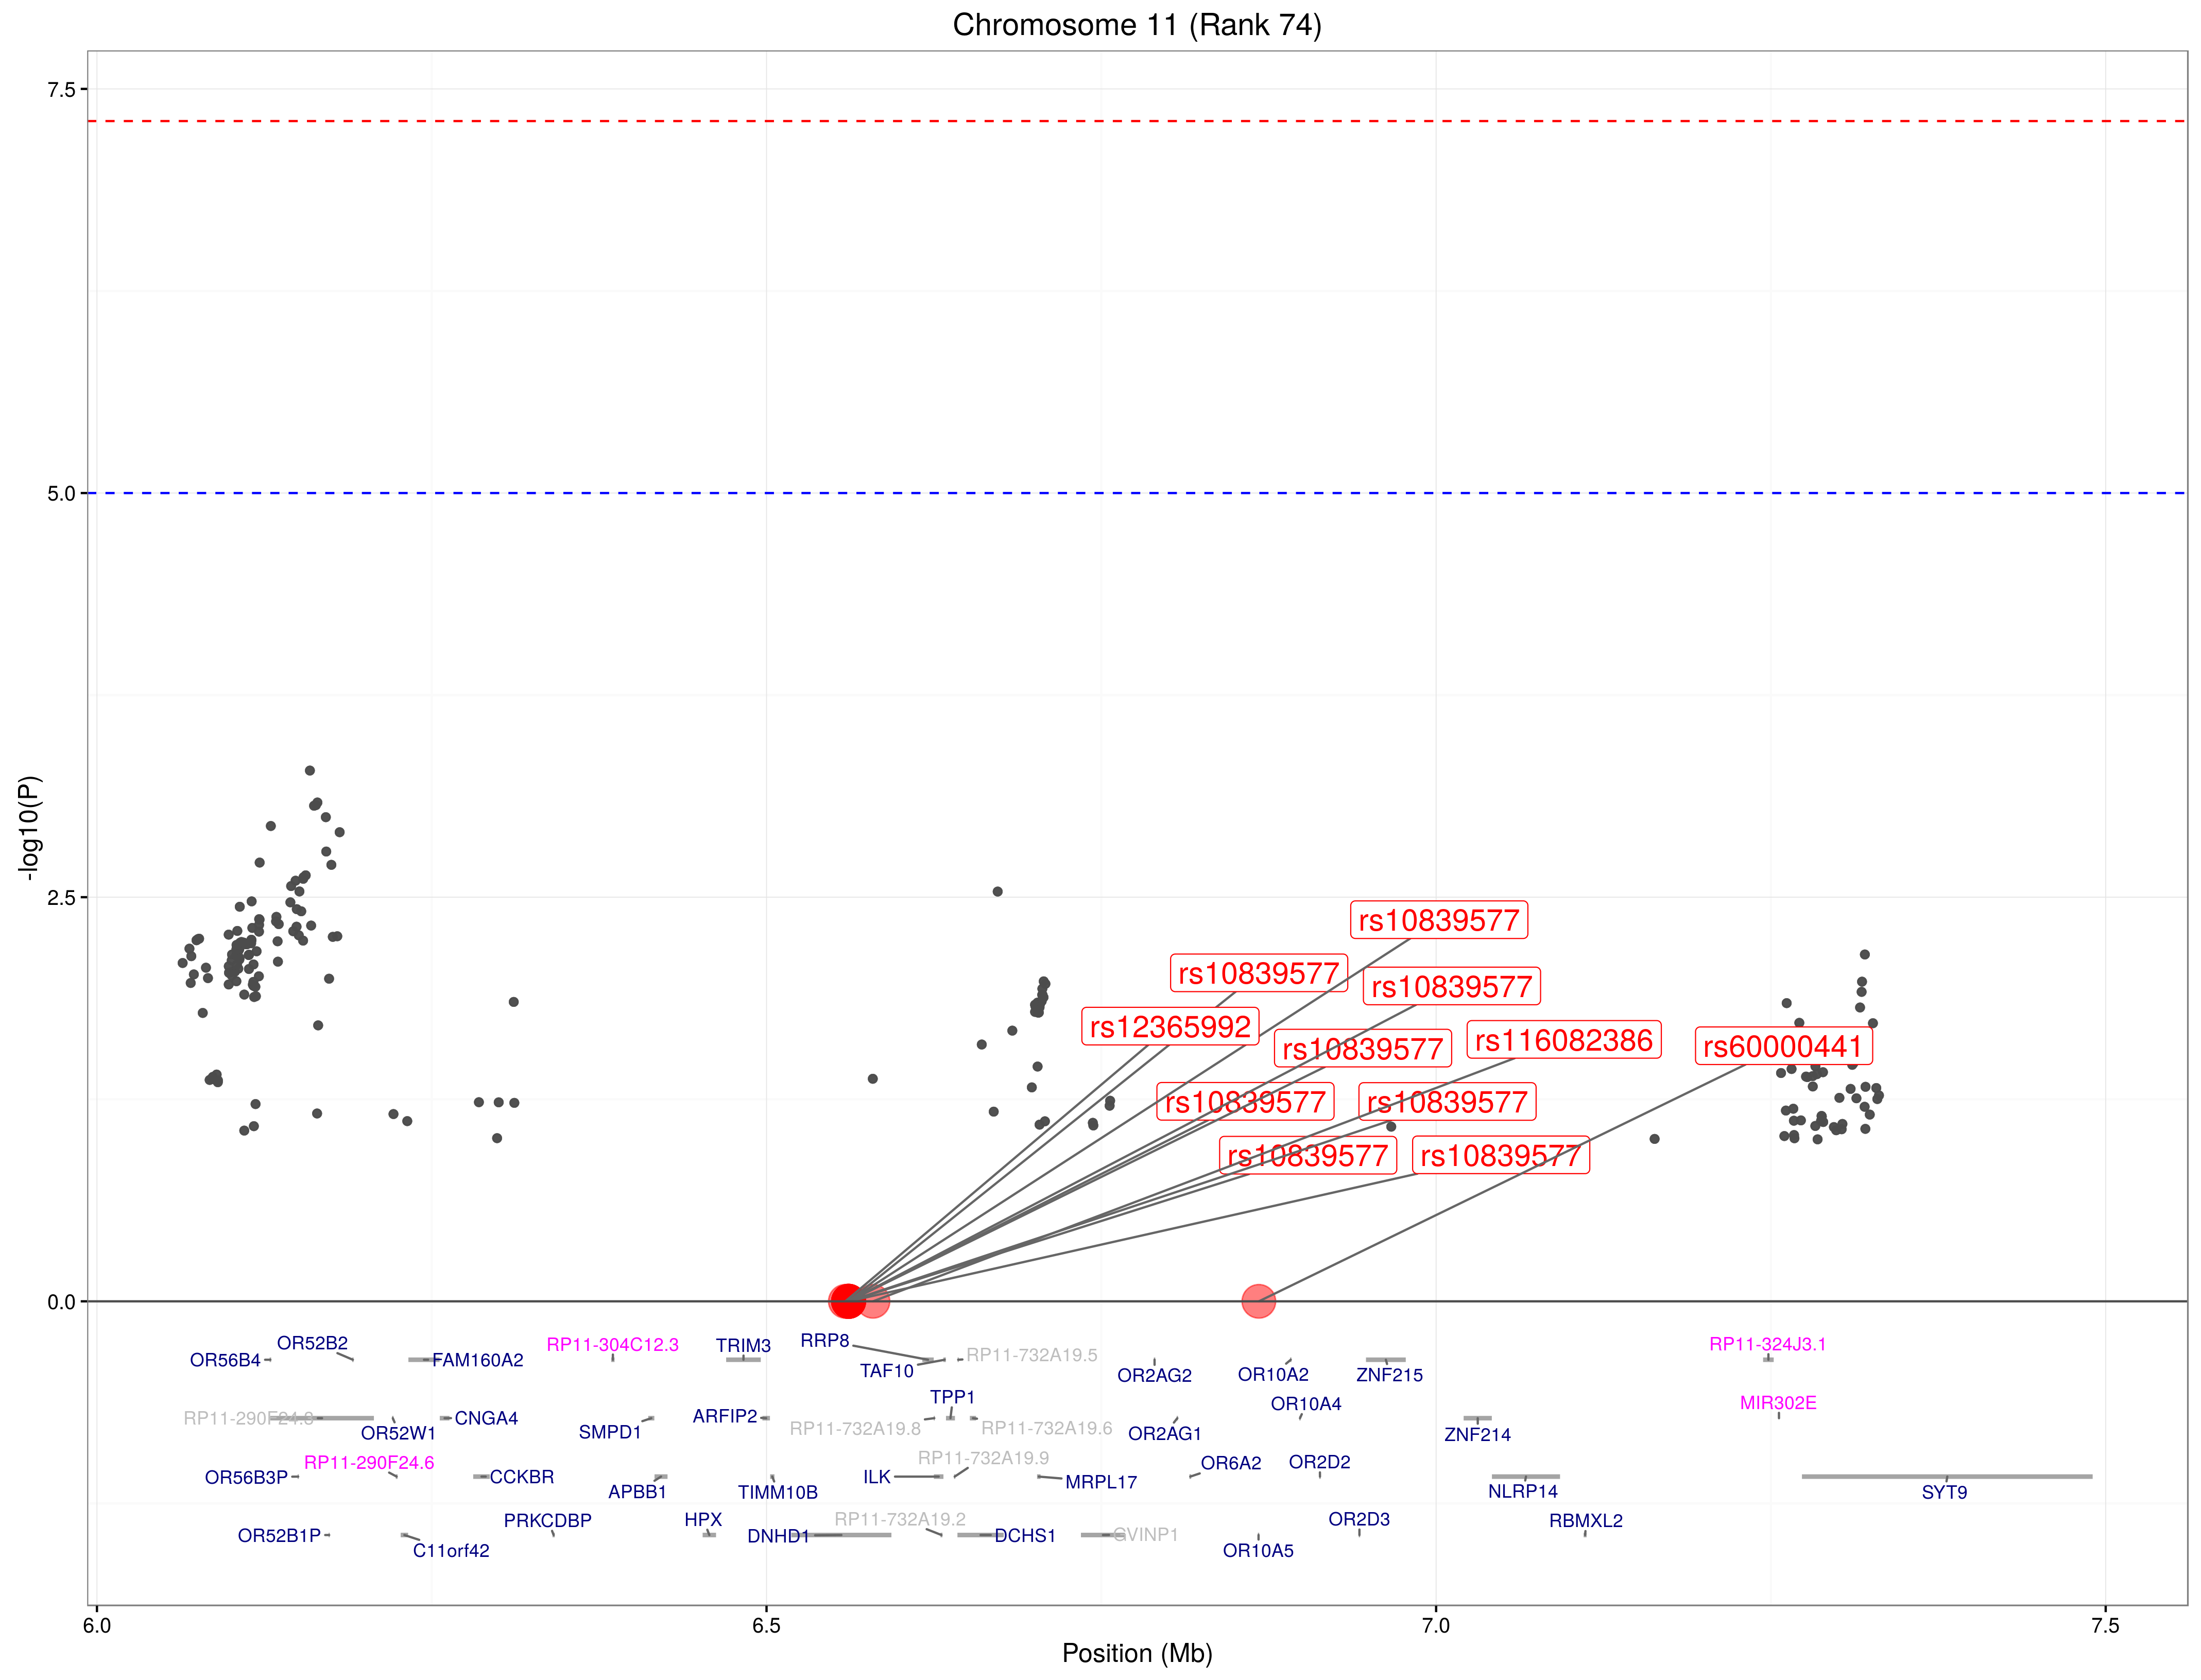 Chromosome 11 (Rank 74)
7.5
5.0
2.5
0.0
-log10(P)
rs10839577
rs10839577
rs10839577
rs12365992
rs10839577
rs116082386
rs60000441
rs10839577
rs10839577
rs10839577
rs10839577
OR52B2
RP11-304C12.3
TRIM3
RRP8
RP11-324J3.1
OR56B4
FAM160A2
TAF10
RP11-732A19.5
OR2AG2
OR10A2
ZNF215
TPP1
OR10A4
MIR302E
RP11-290F24.8
CNGA4
ARFIP2
OR52W1
SMPD1
RP11-732A19.8
RP11-732A19.6
OR2AG1
ZNF214
RP11-290F24.6
RP11-732A19.9
OR6A2
OR2D2
OR56B3P
CCKBR
ILK
MRPL17
APBB1
TIMM10B
NLRP14
SYT9
PRKCDBP
HPX
RP11-732A19.2
OR2D3
RBMXL2
OR52B1P
C11orf42
DNHD1
DCHS1
GVINP1
OR10A5
6.0
6.5
7.0
7.5
Position (Mb)